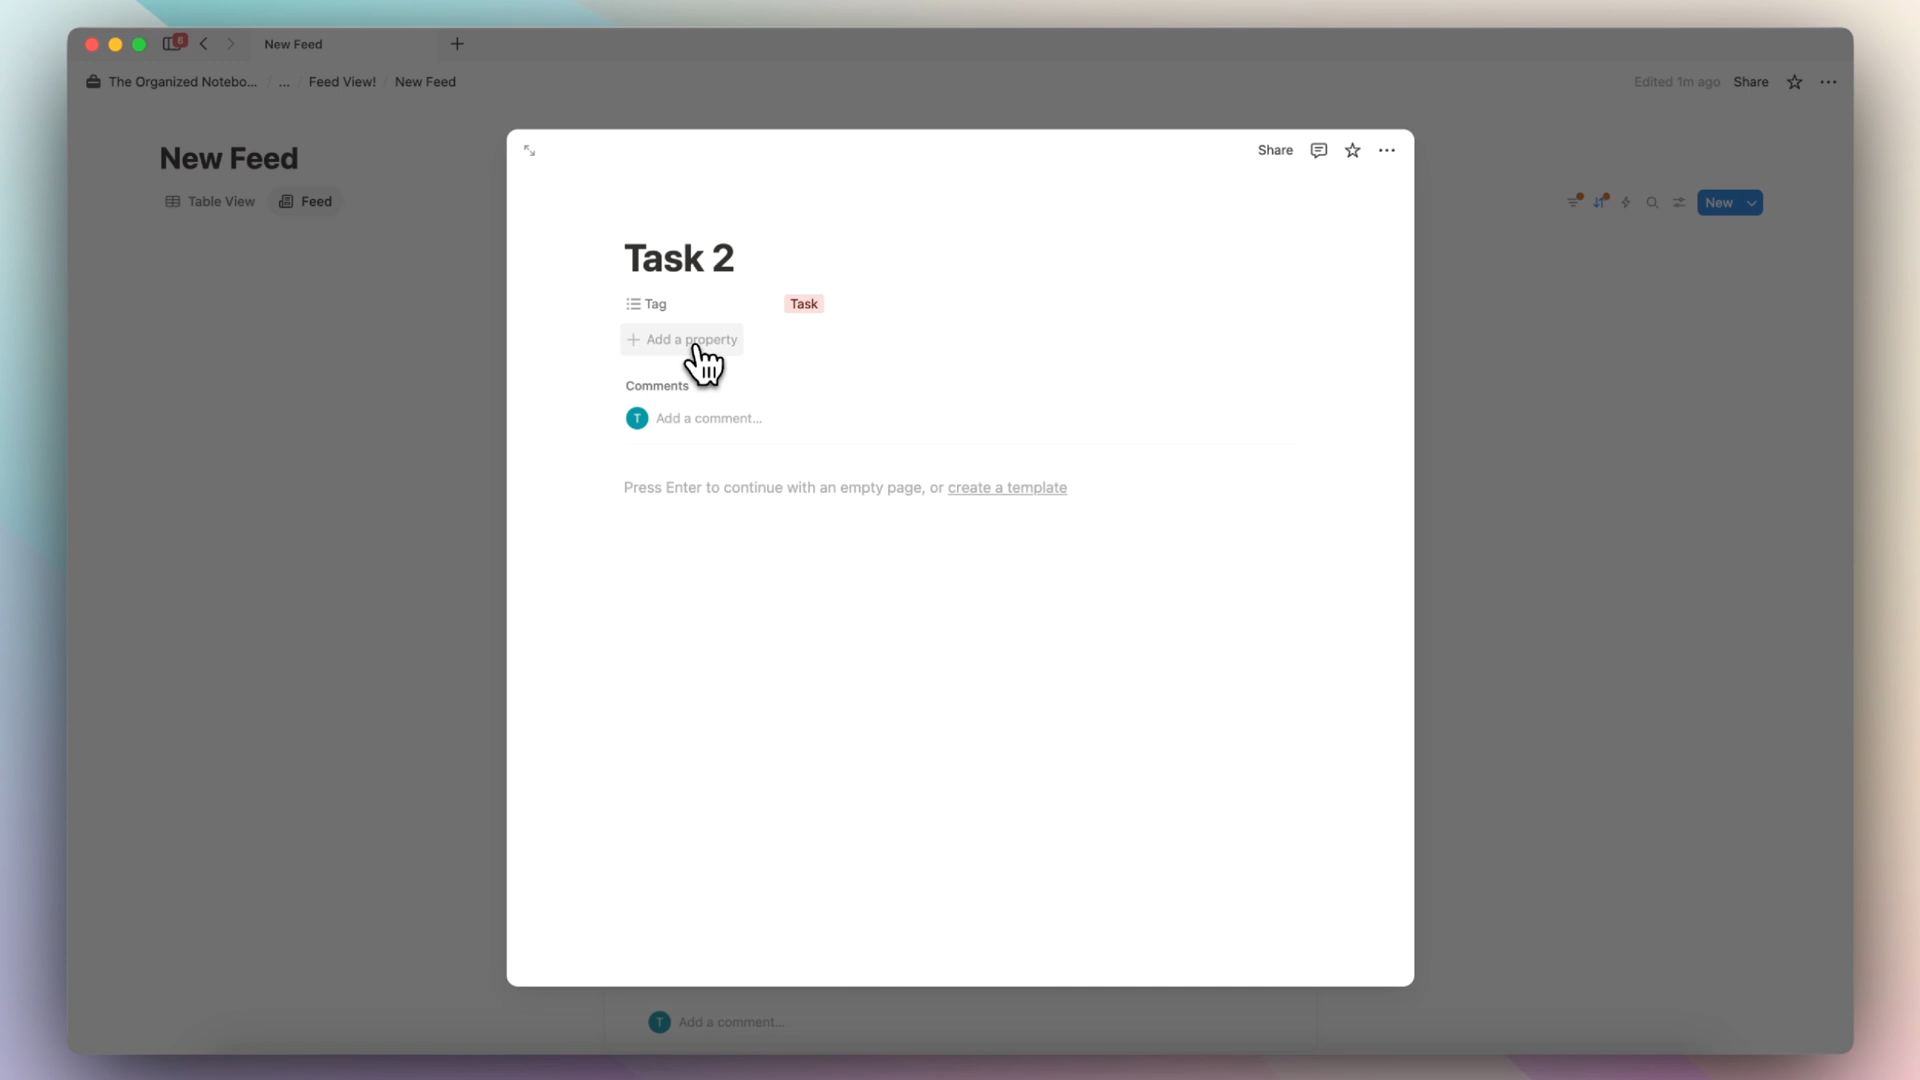 6
New Feed
The Organized Notebo... / ... / Feed View! / New Feed
Edited 1m ago Share
New Feed
Table View Feed
New
Share
Task 2
Tag Task
Add a property
Comments
T Add a comment...
Press Enter to continue with an empty page, or create a template
T Add a comment...